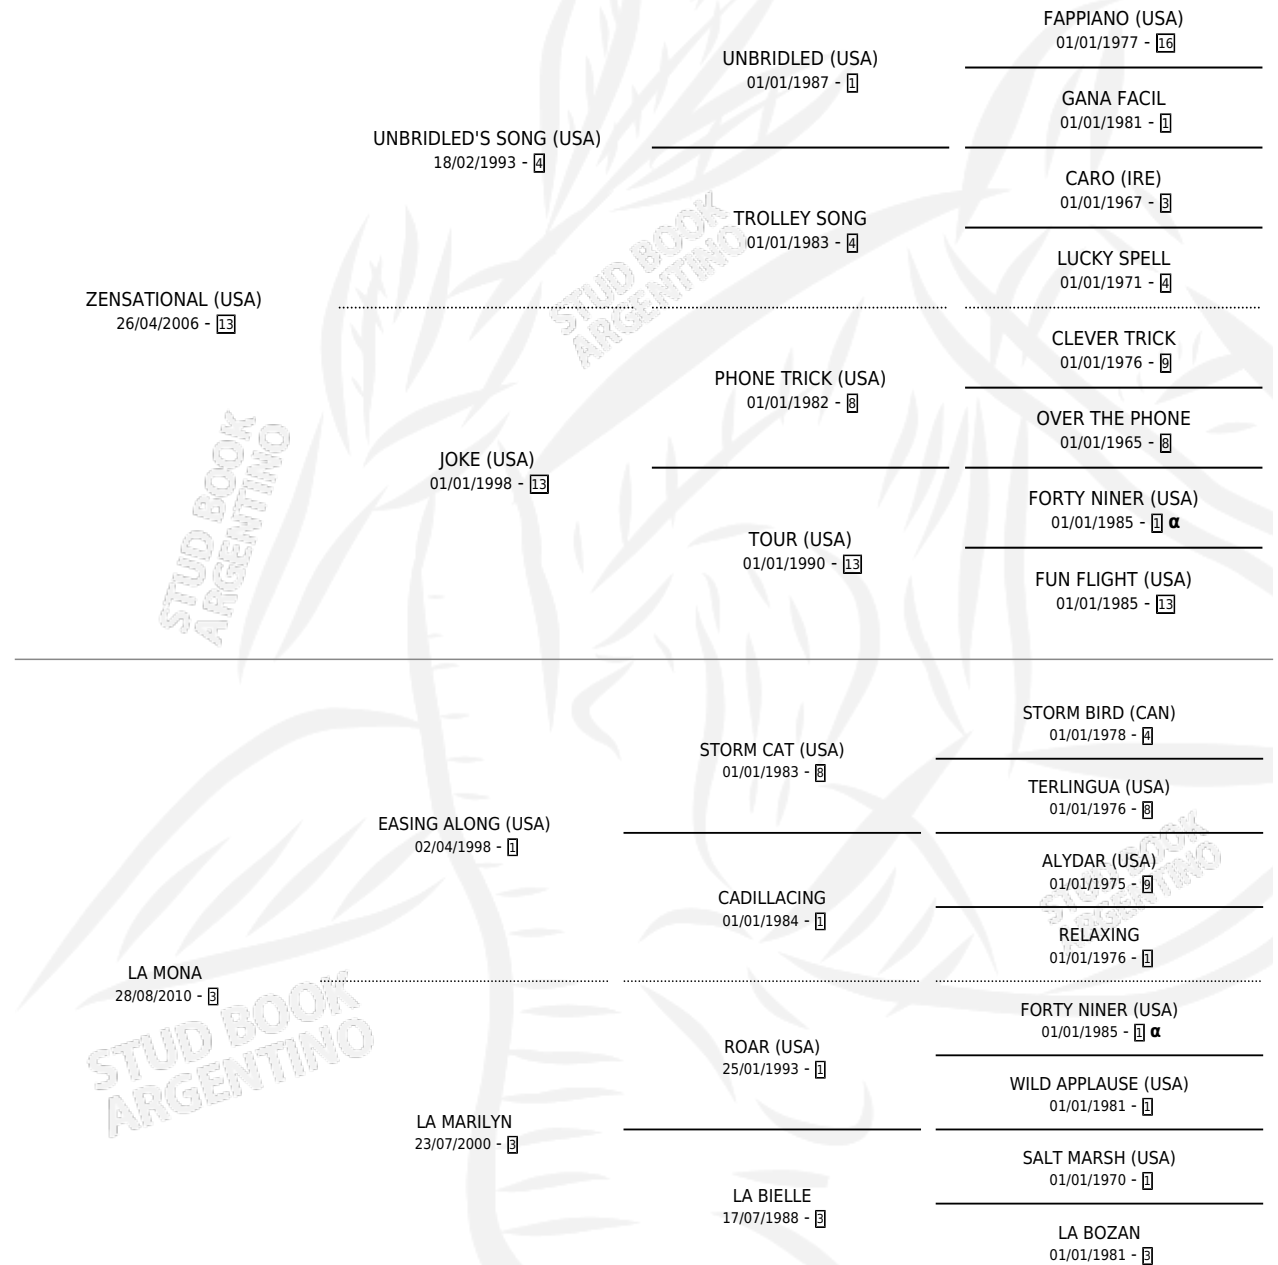 FAPPIANO (USA)
01/01/1977 - 16
UNBRIDLED (USA)
01/01/1987 - 1
GANA FACIL
01/01/1981 - 1
UNBRIDLED'S SONG (USA)
18/02/1993 - 4
CARO (IRE)
01/01/1967 - 3
TROLLEY SONG
01/01/1983 - 4
LUCKY SPELL
01/01/1971 - 4
ZENSATIONAL (USA)
26/04/2006 - 13
CLEVER TRICK
01/01/1976 - 9
PHONE TRICK (USA)
01/01/1982 - 8
OVER THE PHONE
01/01/1965 - 8
JOKE (USA)
01/01/1998 - 13
FORTY NINER (USA)
01/01/1985 - 1 α
TOUR (USA)
01/01/1990 - 13
FUN FLIGHT (USA)
01/01/1985 - 13
STORM BIRD (CAN)
01/01/1978 - 4
STORM CAT (USA)
01/01/1983 - 8
TERLINGUA (USA)
01/01/1976 - 8
EASING ALONG (USA)
02/04/1998 - 1
ALYDAR (USA)
01/01/1975 - 9
CADILLACING
01/01/1984 - 1
RELAXING
01/01/1976 - 1
LA MONA
28/08/2010 - 3
FORTY NINER (USA)
01/01/1985 - 1 α
ROAR (USA)
25/01/1993 - 1
WILD APPLAUSE (USA)
01/01/1981 - 1
LA MARILYN
23/07/2000 - 3
SALT MARSH (USA)
01/01/1970 - 1
LA BIELLE
17/07/1988 - 3
LA BOZAN
01/01/1981 - 3
STUD BOOK
ARGENTINO
STUD BOOK
ARGENTINO
STUD BOOK
ARGENTINO
STUD BOOK
ARGENTINO